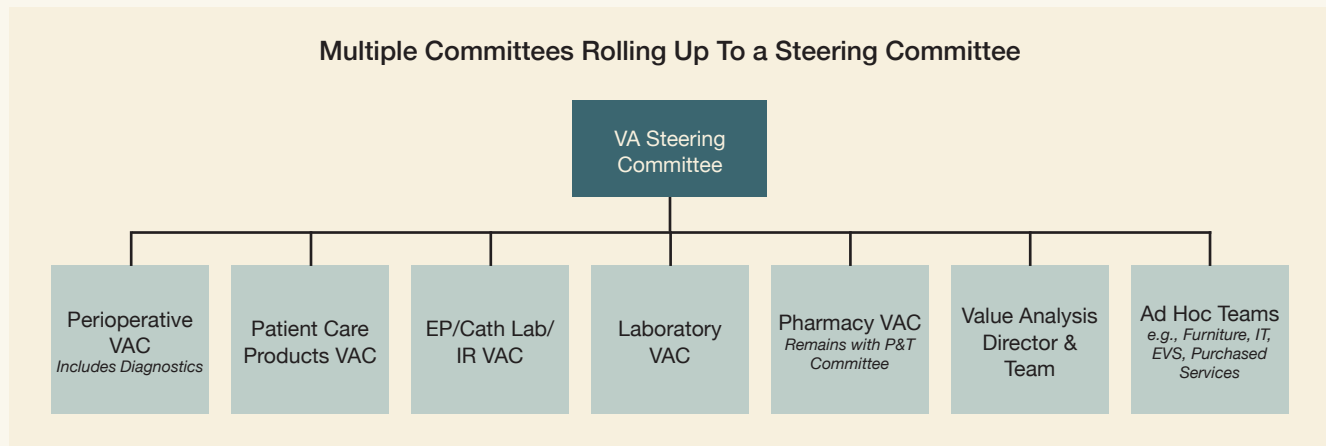 Multiple Committees Rolling Up To a Steering Committee
VA Steering
Committee
Perioperative
VAC
Includes Diagnostics
Patient Care
Products VAC
EP/Cath Lab/
IR VAC
Laboratory
VAC
Pharmacy VAC
Remains with P&T
Committee
Value Analysis
Director &
Team
Ad Hoc Teams
e.g., Furniture, IT,
EVS, Purchased
Services